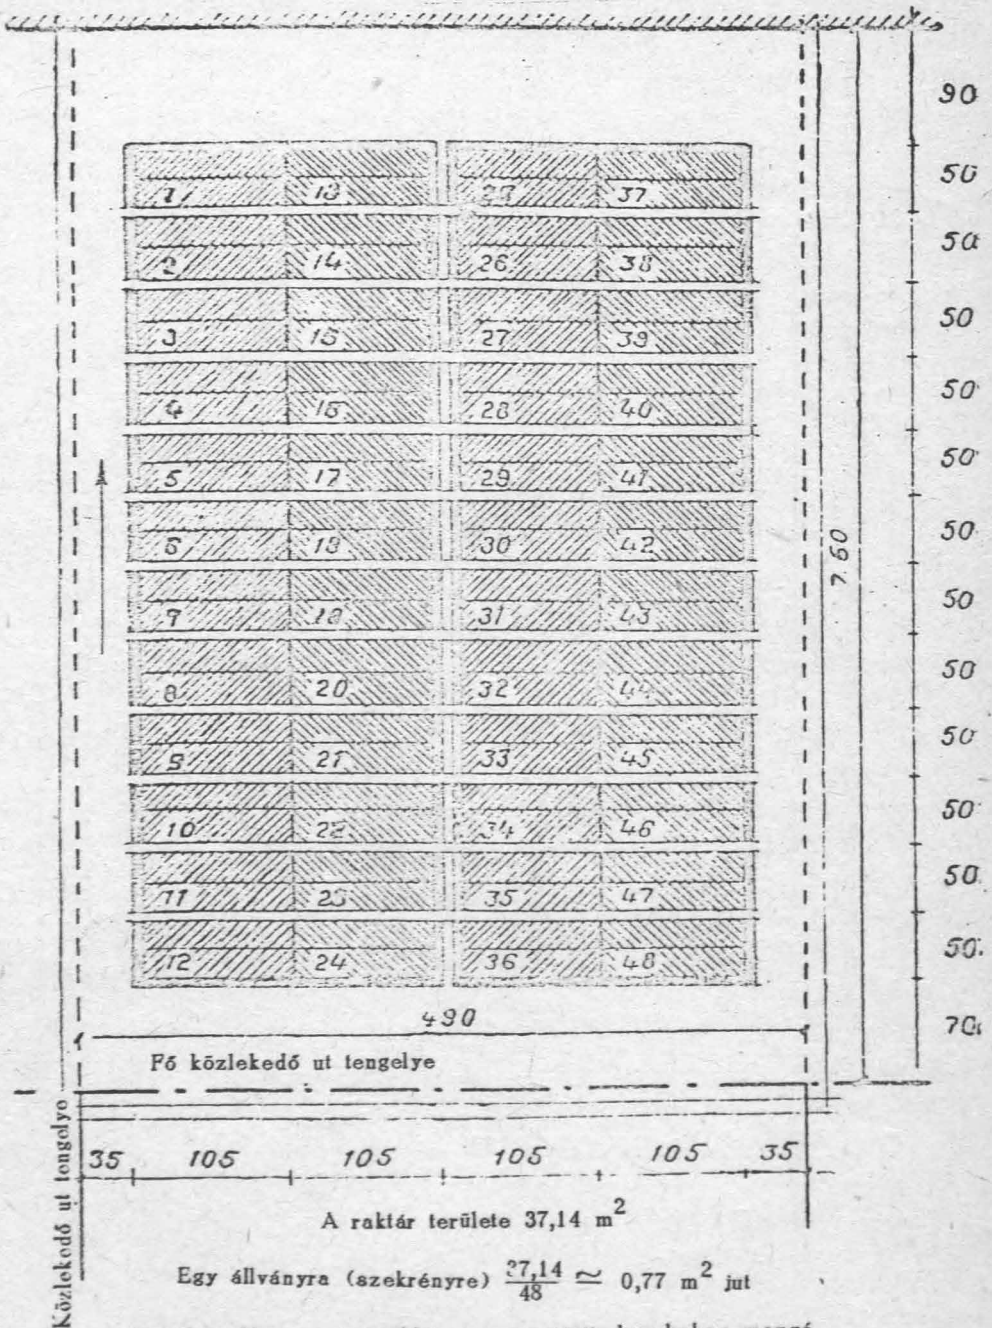 90
1 13 25 37 50
2 14 26 38 50
3 15 27 39 50
4 16 28 40 50
5 17 29 41 50
6 18 30 42 50
760
7 19 31 43 50
8 20 32 44 50
9 21 33 45 50
10 22 34 46 50
11 23 35 47 50
12 24 36 48 50.
490
70
Fő közlekedő ut tengelye
Közlekedő ut tengelye
35 105 105 105 105 35
A raktár területe 37,14 m²
Egy állványra (szekrényre) 37,14/48 ≃ 0,77 m² jut